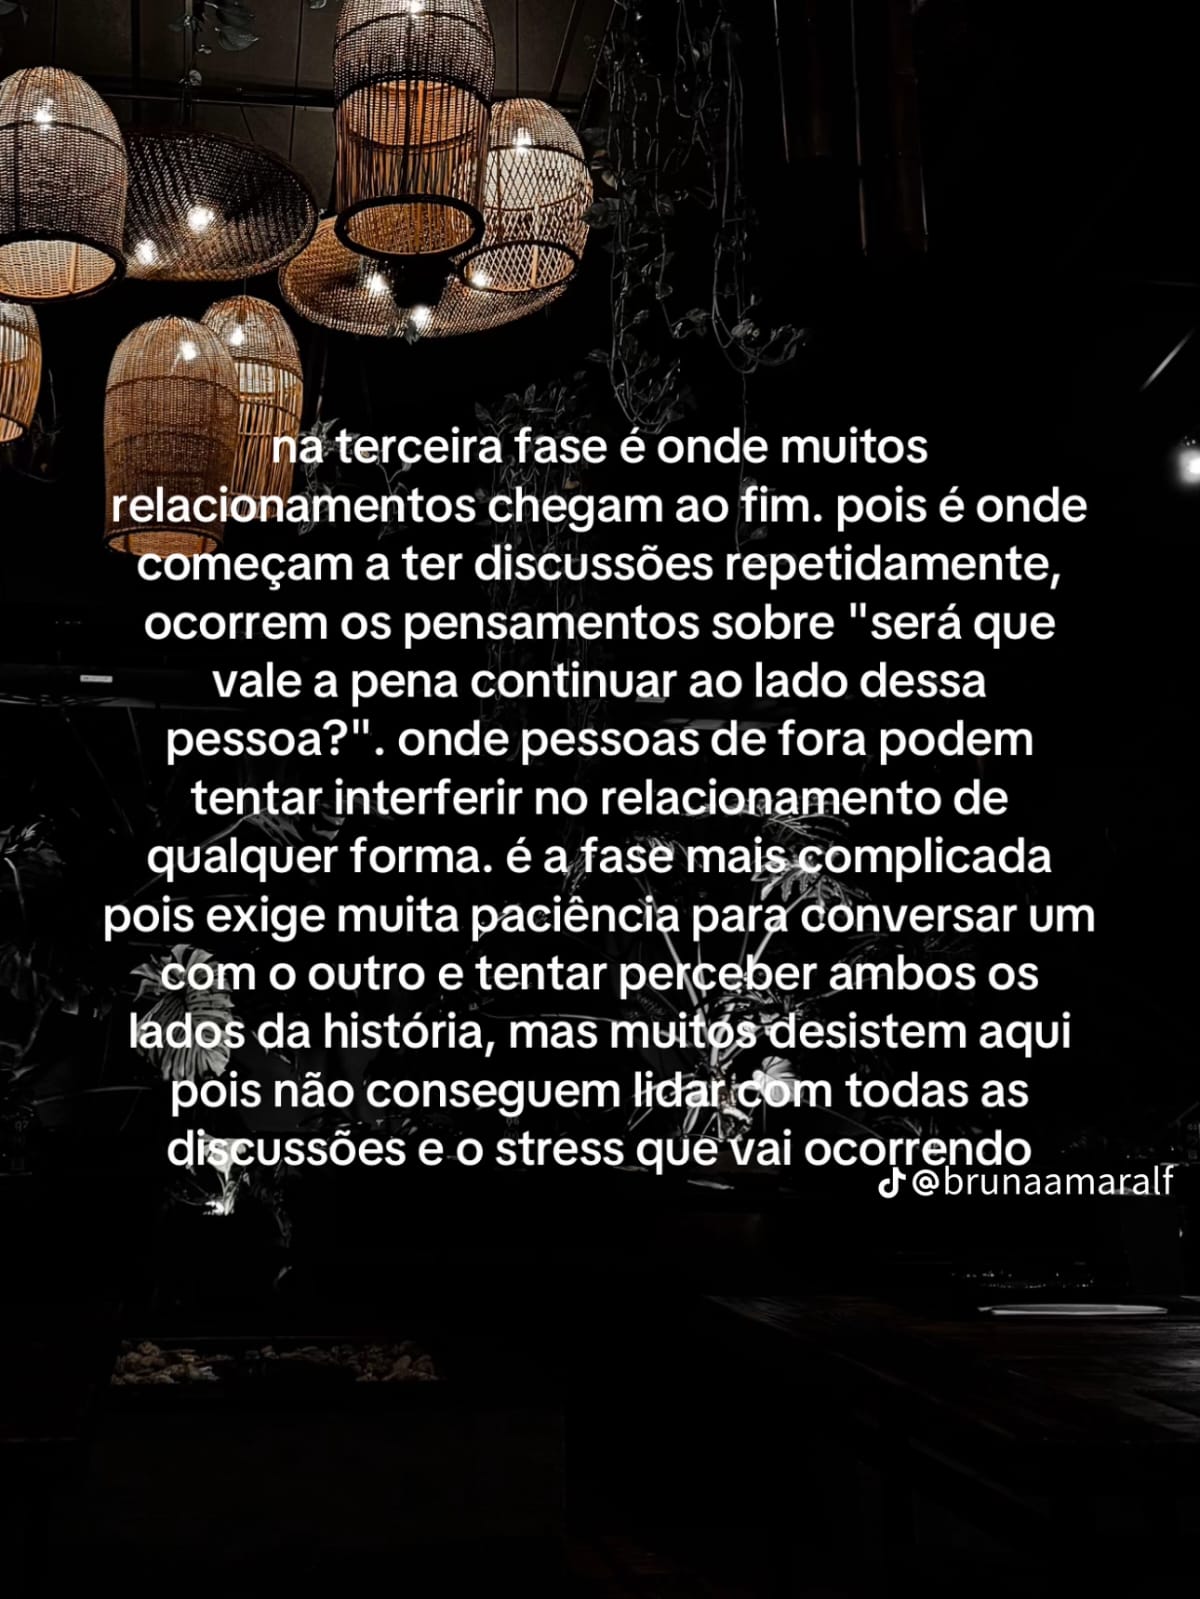 na terceira fase é onde muitos
relacionamentos chegam ao fim. pois é onde
começam a ter discussões repetidamente,
ocorrem os pensamentos sobre "será que
vale a pena continuar ao lado dessa
pessoa?". onde pessoas de fora podem
tentar interferir no relacionamento de
qualquer forma. é a fase mais complicada
pois exige muita paciência para conversar um
com o outro e tentar perceber ambos os
lados da história, mas muitos desistem aqui
pois não conseguem lidar com todas as
discussões e o stress que vai ocorrendo
@brunaamaralf